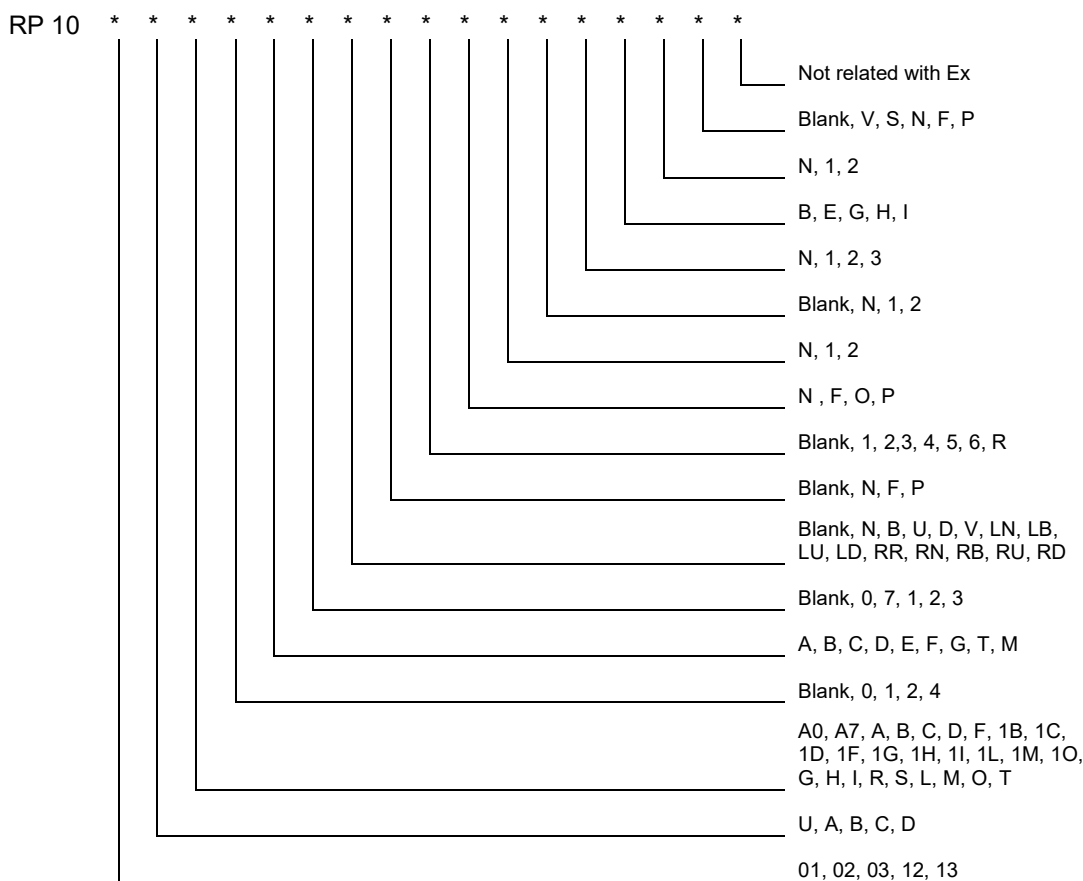 RP 10 * * * * * * * * * * * * * * * * *
Not related with Ex
Blank, V, S, N, F, P
N, 1, 2
B, E, G, H, I
N, 1, 2, 3
Blank, N, 1, 2
N, 1, 2
N , F, O, P
Blank, 1, 2,3, 4, 5, 6, R
Blank, N, F, P
Blank, N, B, U, D, V, LN, LB,
LU, LD, RR, RN, RB, RU, RD
Blank, 0, 7, 1, 2, 3
A, B, C, D, E, F, G, T, M
Blank, 0, 1, 2, 4
A0, A7, A, B, C, D, F, 1B, 1C,
1D, 1F, 1G, 1H, 1I, 1L, 1M, 1O,
G, H, I, R, S, L, M, O, T
U, A, B, C, D
01, 02, 03, 12, 13